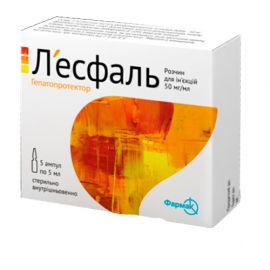 Л'есфаль
Гепатопротектор
Розчин
для ін'єкцій
50 мг/мл
5 ампул
по 5 мл
стерильно
внутрішньовенно
Фармак